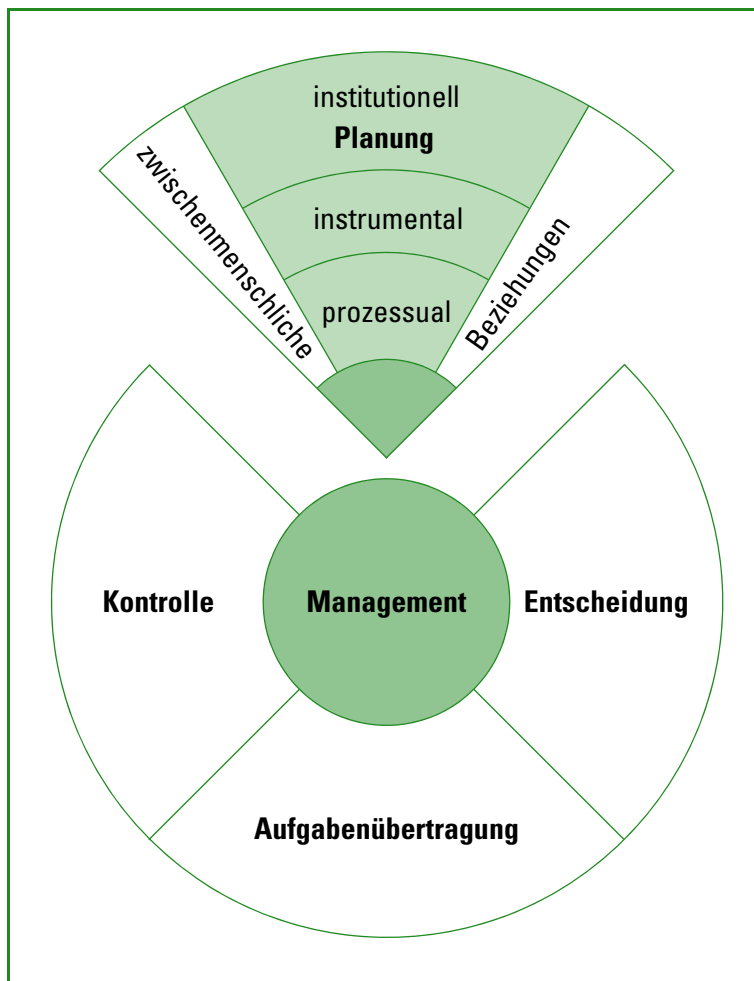 institutionell
Planung
instrumental
prozessual
zwischenmenschliche
Beziehungen
Kontrolle
Management
Entscheidung
Aufgabenübertragung